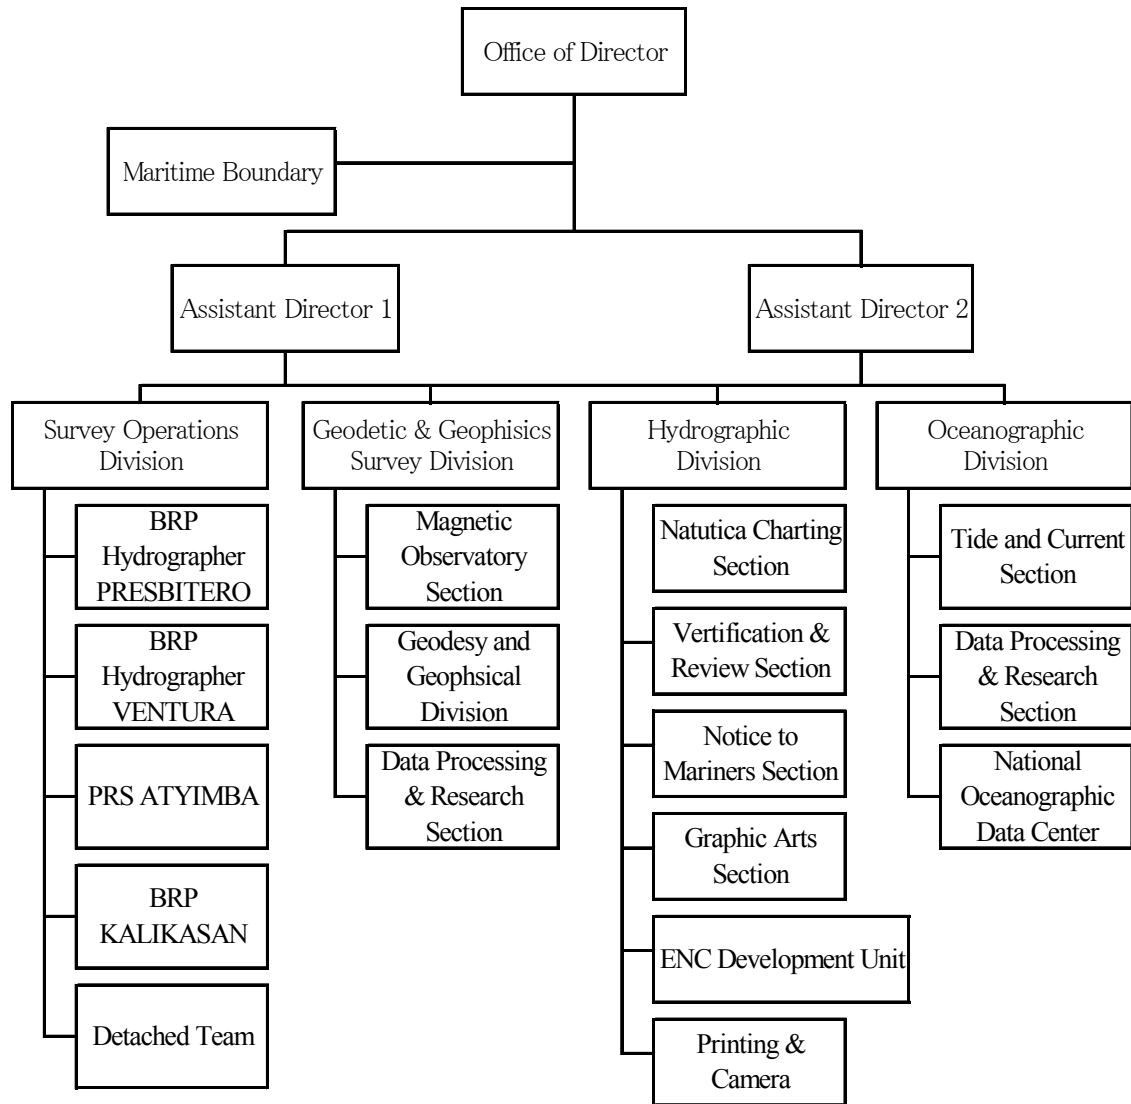 Office of Director
Maritime Boundary
Assistant Director 1
Assistant Director 2
Survey Operations
Division
Geodetic & Geophisics
Survey Division
Hydrographic
Division
Oceanographic
Division
BRP
Hydrographer
PRESBITERO
BRP
Hydrographer
VENTURA
PRS ATYIMBA
BRP
KALIKASAN
Detached Team
Magnetic
Observatory
Section
Geodesy and
Geophsical
Division
Data Processing
& Research
Section
Natutica Charting
Section
Vertification &
Review Section
Notice to
Mariners Section
Graphic Arts
Section
ENC Development Unit
Printing &
Camera
Tide and Current
Section
Data Processing
& Research
Section
National
Oceanographic
Data Center